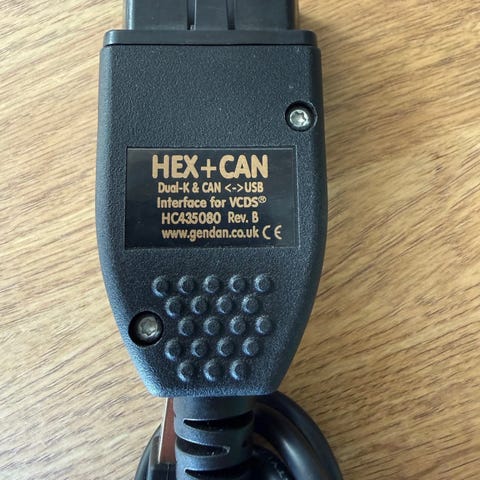 HEX+CAN
Dual-K & CAN <->USB
Interface for VCDS®
HC435080 Rev. B
www.gendan.co.uk CE